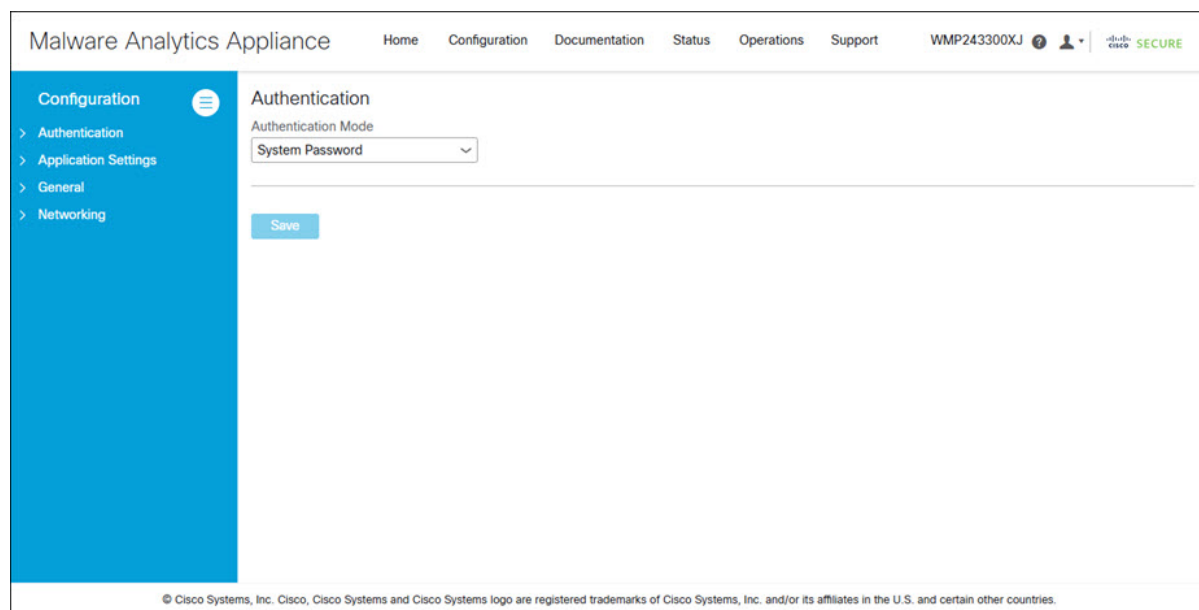 Malware Analytics Appliance Home Configuration Documentation Status Operations Support WMP243300XJ ? cisco SECURE
Configuration
> Authentication
> Application Settings
> General
> Networking
Authentication
Authentication Mode
System Password
Save
© Cisco Systems, Inc. Cisco, Cisco Systems and Cisco Systems logo are registered trademarks of Cisco Systems, Inc. and/or its affiliates in the U.S. and certain other countries.